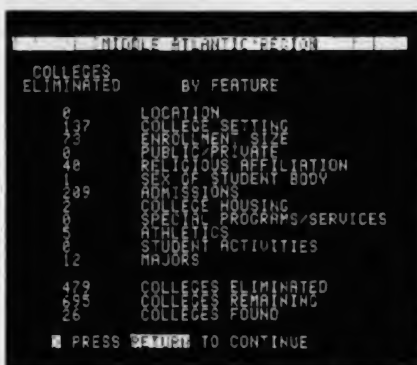 MIDDLE ATLANTIC REGION
COLLEGES
ELIMINATED BY FEATURE
0 LOCATION
137 COLLEGE SETTING
73 ENROLLMENT SIZE
0 PUBLIC/PRIVATE
40 RELIGIOUS AFFILIATION
1 SEX OF STUDENT BODY
209 ADMISSIONS
2 COLLEGE HOUSING
0 SPECIAL PROGRAMS/SERVICES
5 ATHLETICS
0 STUDENT ACTIVITIES
12 MAJORS
479 COLLEGES ELIMINATED
695 COLLEGES REMAINING
26 COLLEGES FOUND
PRESS RETURN TO CONTINUE